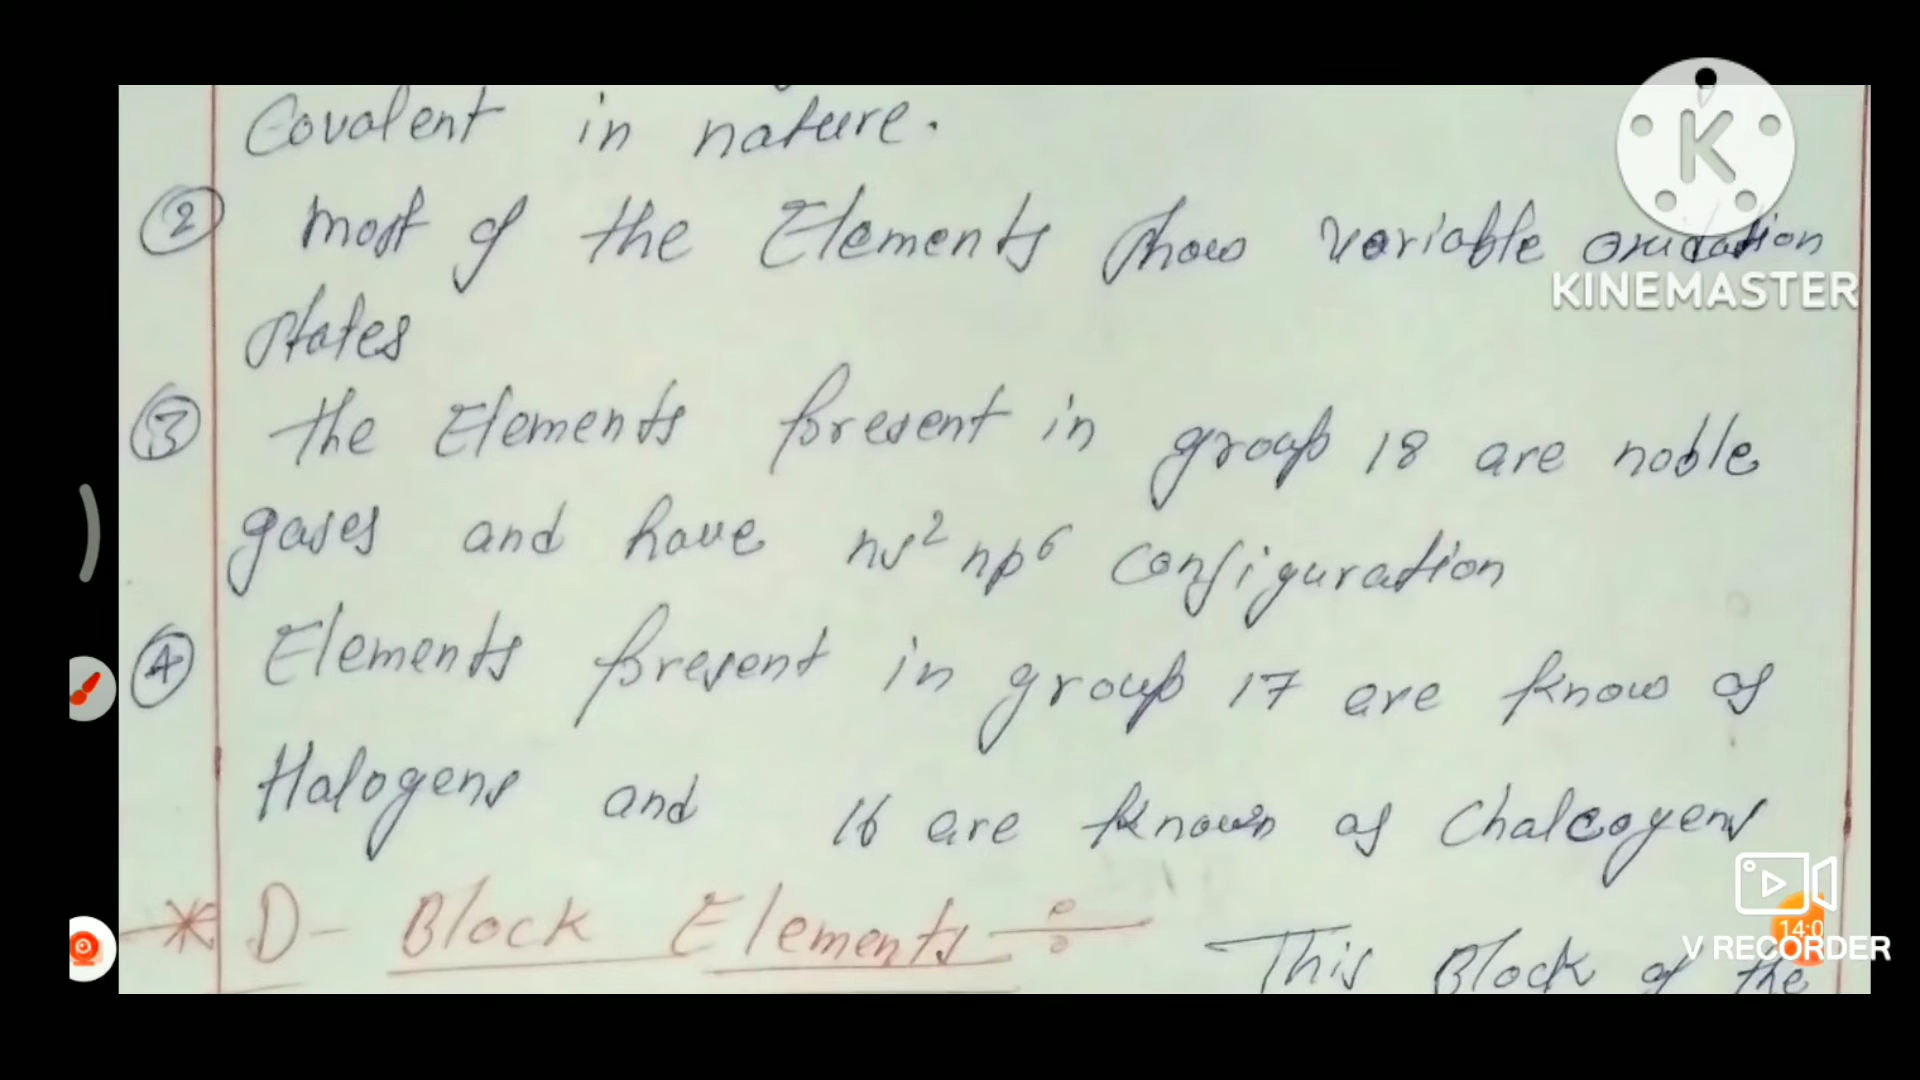 Covalent in nature.
② most of the Elements show variable oxidation
states
③ the Elements present in group 18 are noble
gases and have ns² np⁶ configuration
④ Elements present in group 17 are know as
Halogens and 16 are known as Chalcogens
* D- Block Elements ÷ This Block of the
K
KINEMASTER
14:0
V RECORDER